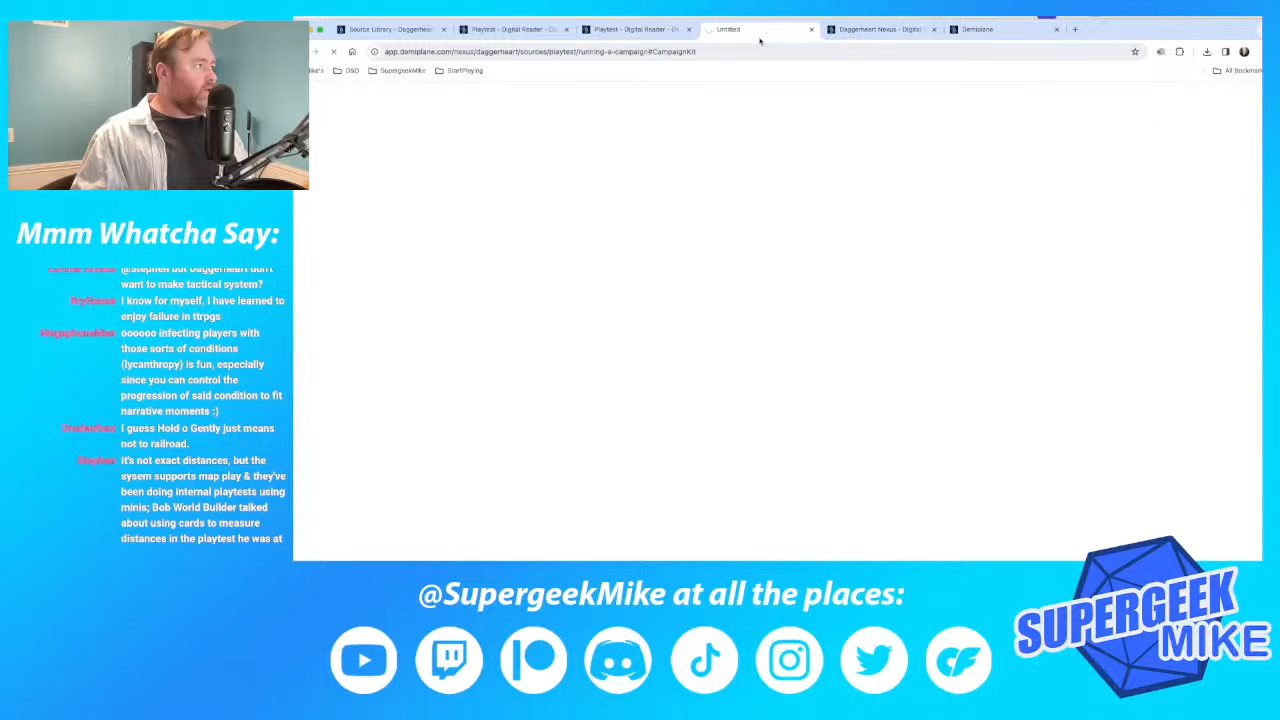 Source Library - Daggerheart
Playtest - Digital Reader - De
Playtest - Digital Reader - De
Untitled
Daggerheart Nexus - Digital T
Demiplane
app.demiplane.com/nexus/daggerheart/sources/playtest/running-a-campaign#CampaignKit
D&D
SupergeekMike
StartPlaying
All Bookmar
Mmm Whatcha Say:
@Stephen but Daggerheart don't
want to make tactical system?
I know for myself, I have learned to
enjoy failure in ttrpgs
oooooo infecting players with
those sorts of conditions
(lycanthropy) is fun, especially
since you can control the
progression of said condition to fit
narrative moments :)
I guess Hold o Gently just means
not to railroad.
Stephen
It's not exact distances, but the
sysem supports map play & they've
been doing internal playtests using
minis; Bob World Builder talked
about using cards to measure
distances in the playtest he was at
@SupergeekMike at all the places:
SUPERGEEK
MIKE